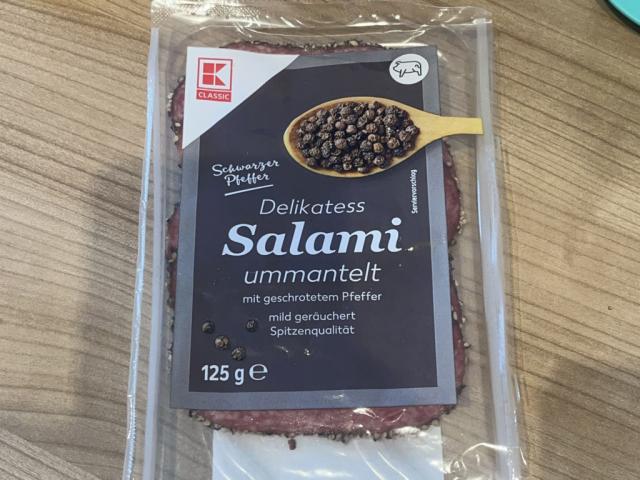 K
CLASSIC
Schwarzer
Pfeffer
Serviervorschlag
Delikatess
Salami
ummantelt
mit geschrotetem Pfeffer
mild geräuchert
Spitzenqualität
125 g e